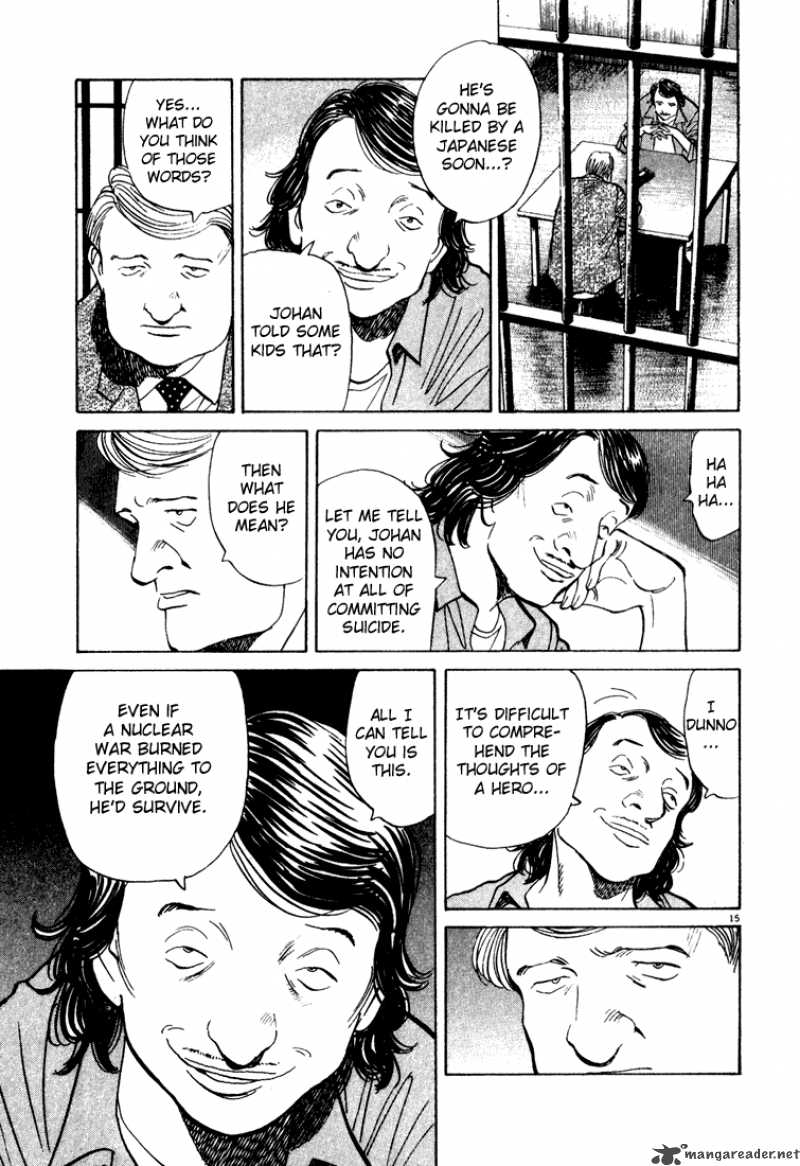 HE'S
GONNA BE
KILLED BY A
JAPANESE
SOON...?
JOHAN
TOLD SOME
KIDS THAT?
YES...
WHAT DO
YOU THINK
OF THOSE
WORDS?
HA
HA
HA...
LET ME TELL
YOU, JOHAN
HAS NO
INTENTION
AT ALL OF
COMMITTING
SUICIDE.
THEN
WHAT
DOES HE
MEAN?
I
DUNNO
...
IT'S DIFFICULT
TO COMPRE-
HEND THE
THOUGHTS OF
A HERO...
15
ALL I
CAN TELL
YOU IS
THIS.
EVEN IF
A NUCLEAR
WAR BURNED
EVERYTHING TO
THE GROUND,
HE'D SURVIVE.
mangareader.net